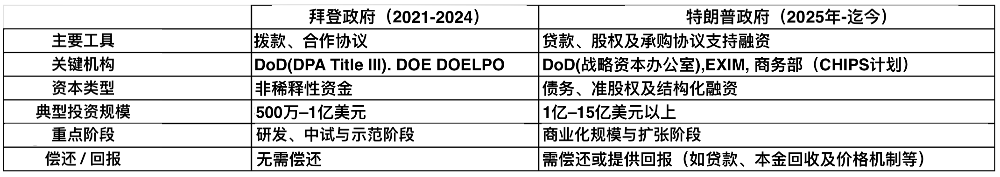 拜登政府（2021-2024） 特朗普政府（2025年-迄今）
主要工具 拨款、合作协议 贷款、股权及承购协议支持融资
关键机构 DoD(DPA Title III). DOE DOELPO DoD(战略资本办公室),EXIM, 商务部（CHIPS计划）
资本类型 非稀释性资金 债务、准股权及结构化融资
典型投资规模 500万–1亿美元 1亿–15亿美元以上
重点阶段 研发、中试与示范阶段 商业化规模与扩张阶段
偿还 / 回报 无需偿还 需偿还或提供回报（如贷款、本金回收及价格机制等）